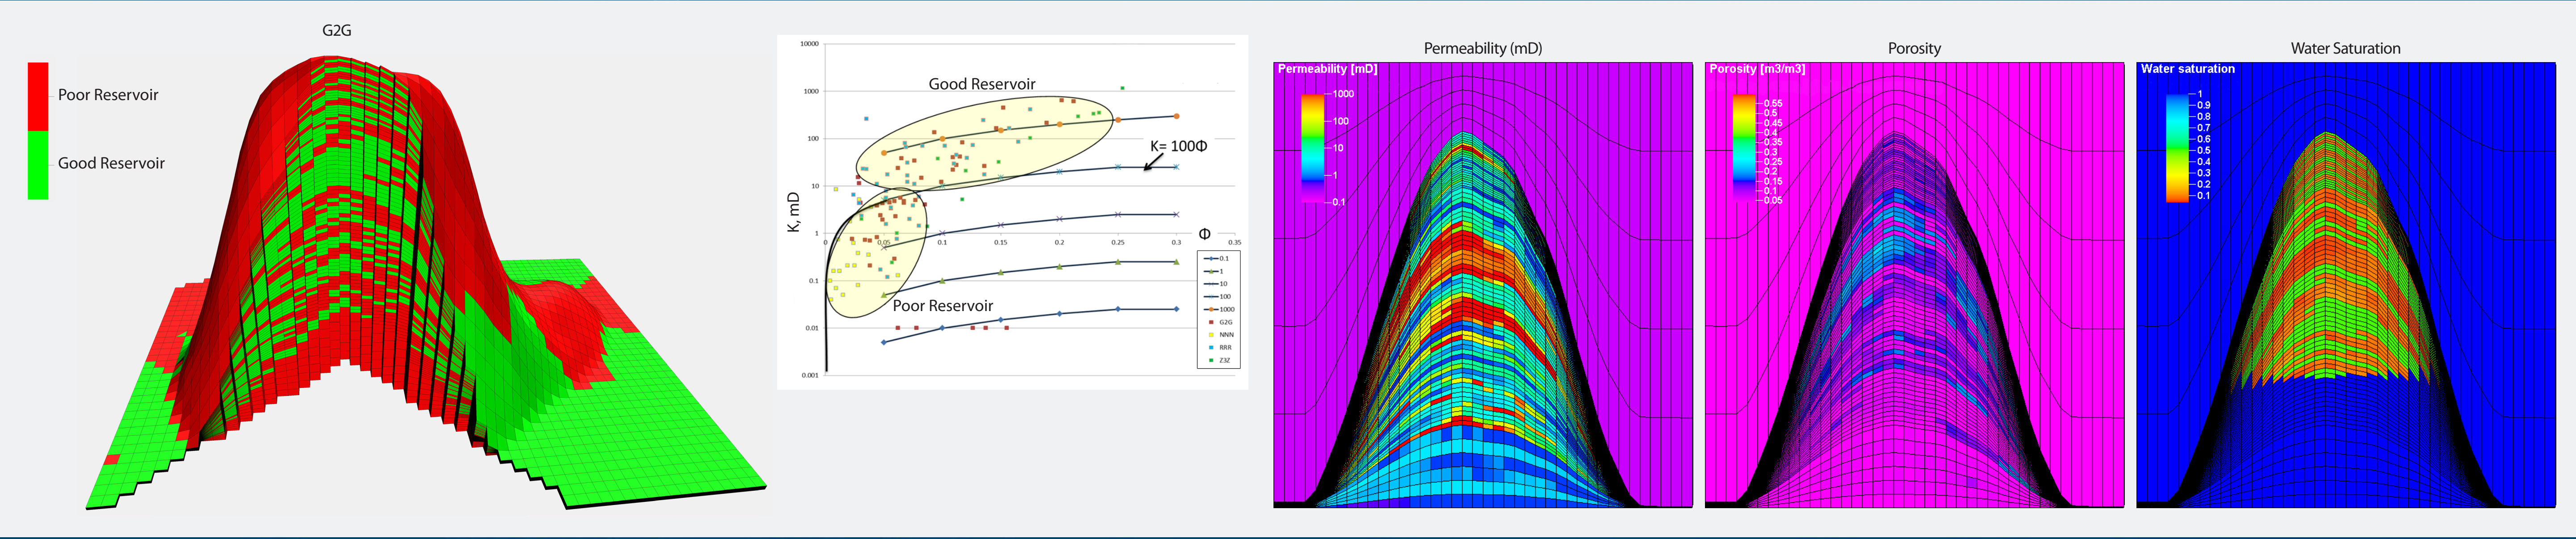 G2G
Poor Reservoir
Good Reservoir
10000
1000
100
10
1
0.1
0.01
0.001
K, mD
0
0.05
0.1
0.15
0.2
0.25
0.3
0.35
Φ
Good Reservoir
K= 100Φ
Poor Reservoir
0.1
1
10
100
1000
G2G
NNN
RRR
Z3Z
Permeability (mD)
Permeability [mD]
1000
100
10
1
0.1
Porosity
Porosity [m3/m3]
0.55
0.5
0.45
0.4
0.35
0.3
0.25
0.2
0.15
0.1
0.05
Water Saturation
Water saturation
1
0.9
0.8
0.7
0.6
0.5
0.4
0.3
0.2
0.1